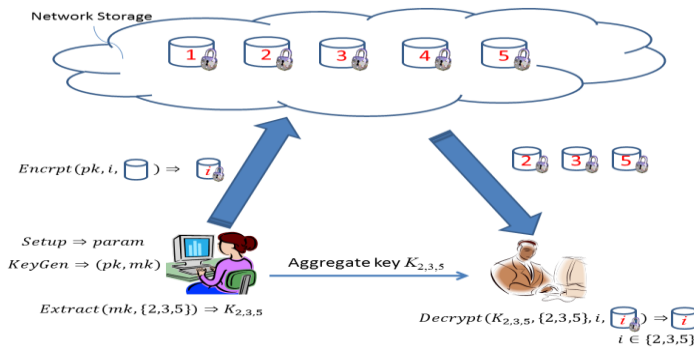 Network Storage
1 2 3 4 5
Encrpt(pk, i, ) ⇒ i
2 3 5
Setup ⇒ param
KeyGen ⇒ (pk, mk)
Aggregate key K₂,₃,₅
Extract(mk, {2,3,5}) ⇒ K₂,₃,₅
Decrypt(K₂,₃,₅, {2,3,5}, i, i ) ⇒ i
i ∈ {2,3,5}